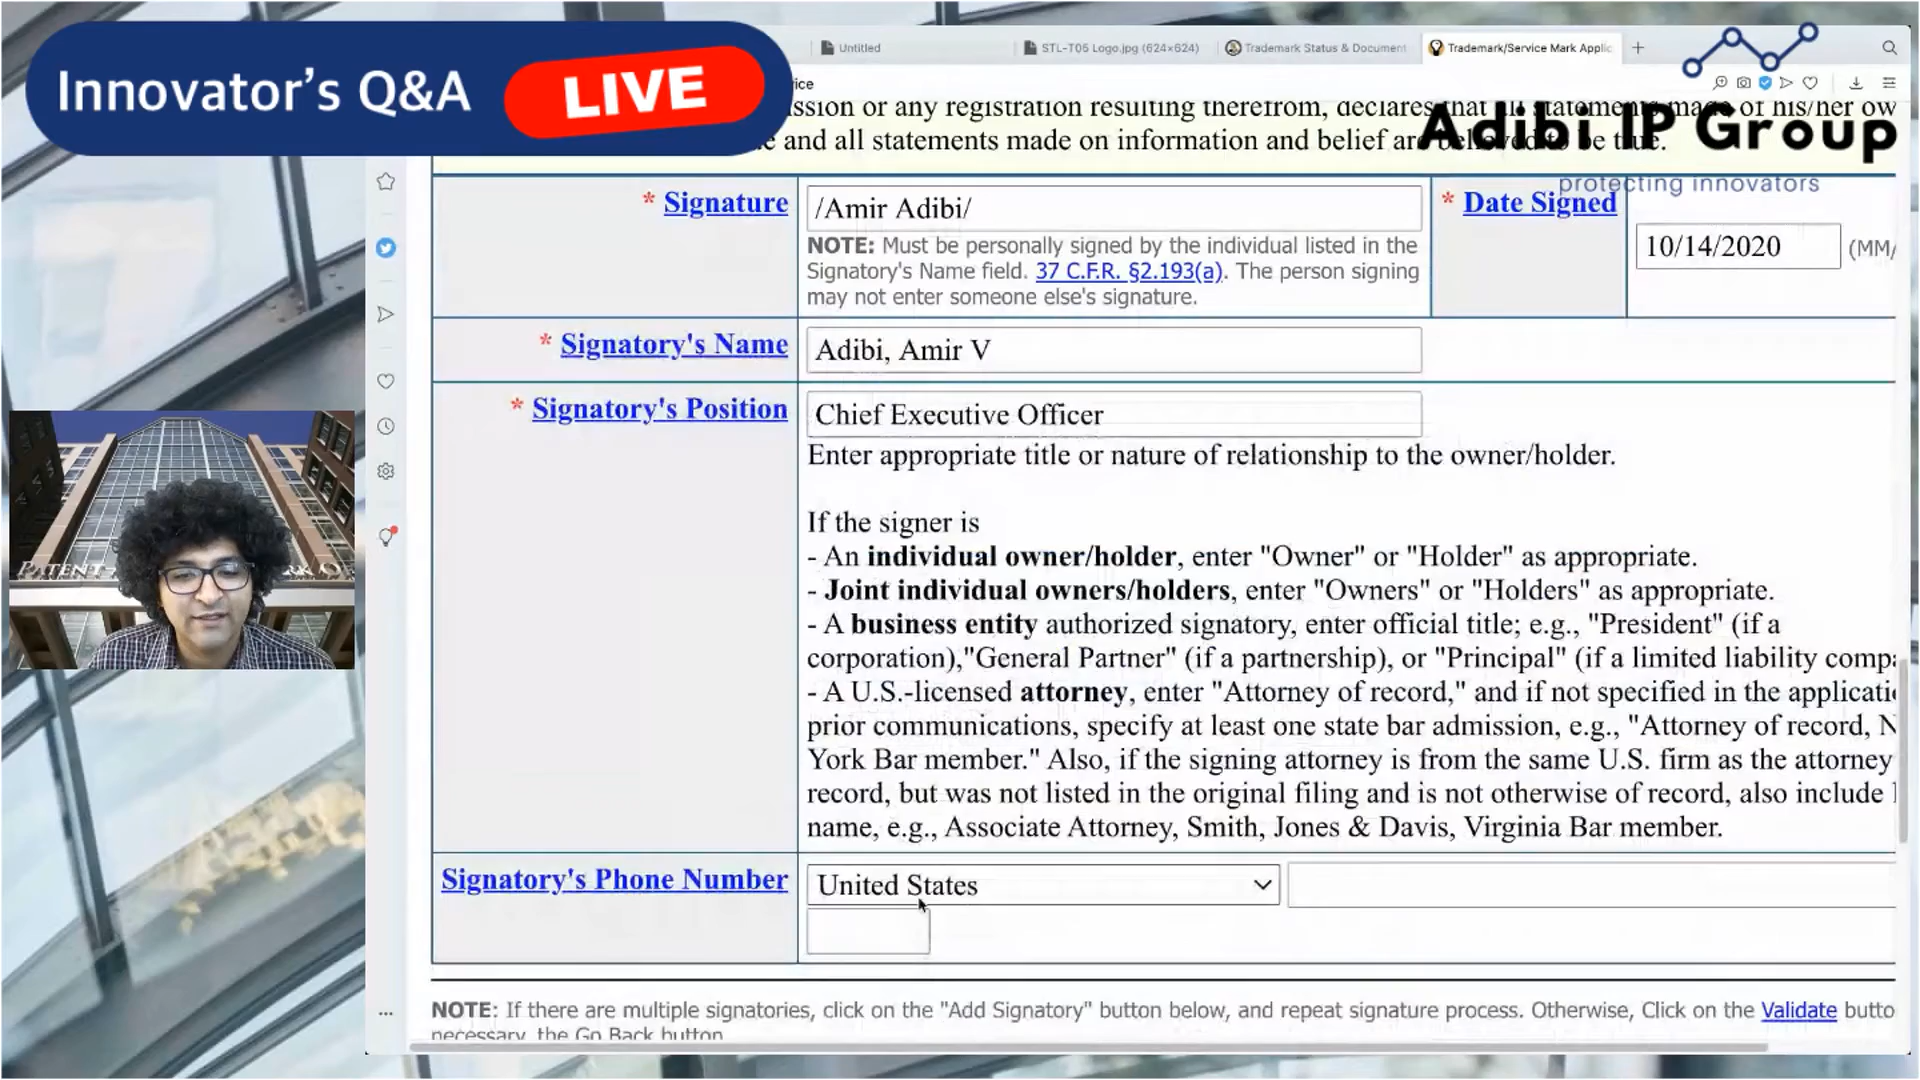 Innovator's Q&A LIVE
Untitled
STL-T05 Logo.jpg (624×624)
Trademark Status & Document
Trademark/Service Mark Applic
Adibi IP Group
protecting innovators
ice
ssion or any registration resulting therefrom, declares that all statements made of his/her ow
e and all statements made on information and belief are believed to be true.
* Signature
/Amir Adibi/
NOTE: Must be personally signed by the individual listed in the
Signatory's Name field. 37 C.F.R. §2.193(a). The person signing
may not enter someone else's signature.
* Date Signed
10/14/2020
(MM/
* Signatory's Name
Adibi, Amir V
* Signatory's Position
Chief Executive Officer
Enter appropriate title or nature of relationship to the owner/holder.
If the signer is
- An individual owner/holder, enter "Owner" or "Holder" as appropriate.
- Joint individual owners/holders, enter "Owners" or "Holders" as appropriate.
- A business entity authorized signatory, enter official title; e.g., "President" (if a
corporation),"General Partner" (if a partnership), or "Principal" (if a limited liability compa
- A U.S.-licensed attorney, enter "Attorney of record," and if not specified in the applicati
prior communications, specify at least one state bar admission, e.g., "Attorney of record, N
York Bar member." Also, if the signing attorney is from the same U.S. firm as the attorney
record, but was not listed in the original filing and is not otherwise of record, also include
name, e.g., Associate Attorney, Smith, Jones & Davis, Virginia Bar member.
Signatory's Phone Number
United States
NOTE: If there are multiple signatories, click on the "Add Signatory" button below, and repeat signature process. Otherwise, Click on the Validate butto
necessary, the Go Back button